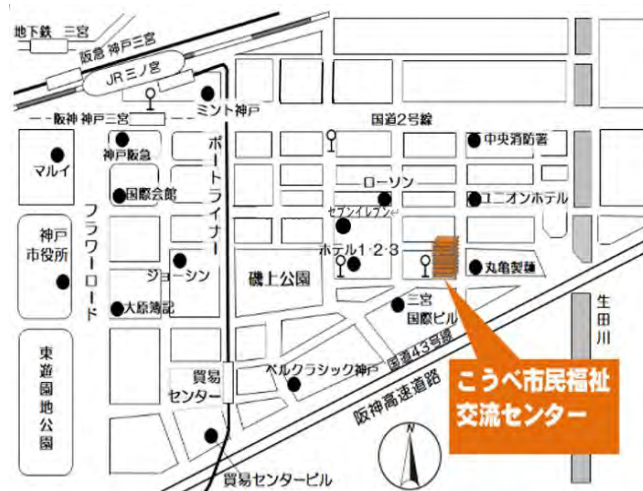 地下鉄 三宮
阪急 神戸三宮
JR三ノ宮
ミント神戸
阪神 神戸三宮
国道2号線
マルイ
神戸阪急
ポートライナー
中央消防署
国際会館
ローソン
ユニオンホテル
セブンイレブン
フラワーロード
神戸
市役所
ジョーシン
磯上公園
ホテル1・2・3
丸亀製麺
大原簿記
三宮
国際ビル
生田川
国道43号線
東遊園地公園
貿易
センター
ベルクラシック神戸
阪神高速道路
こうべ市民福祉
交流センター
N
貿易センタービル